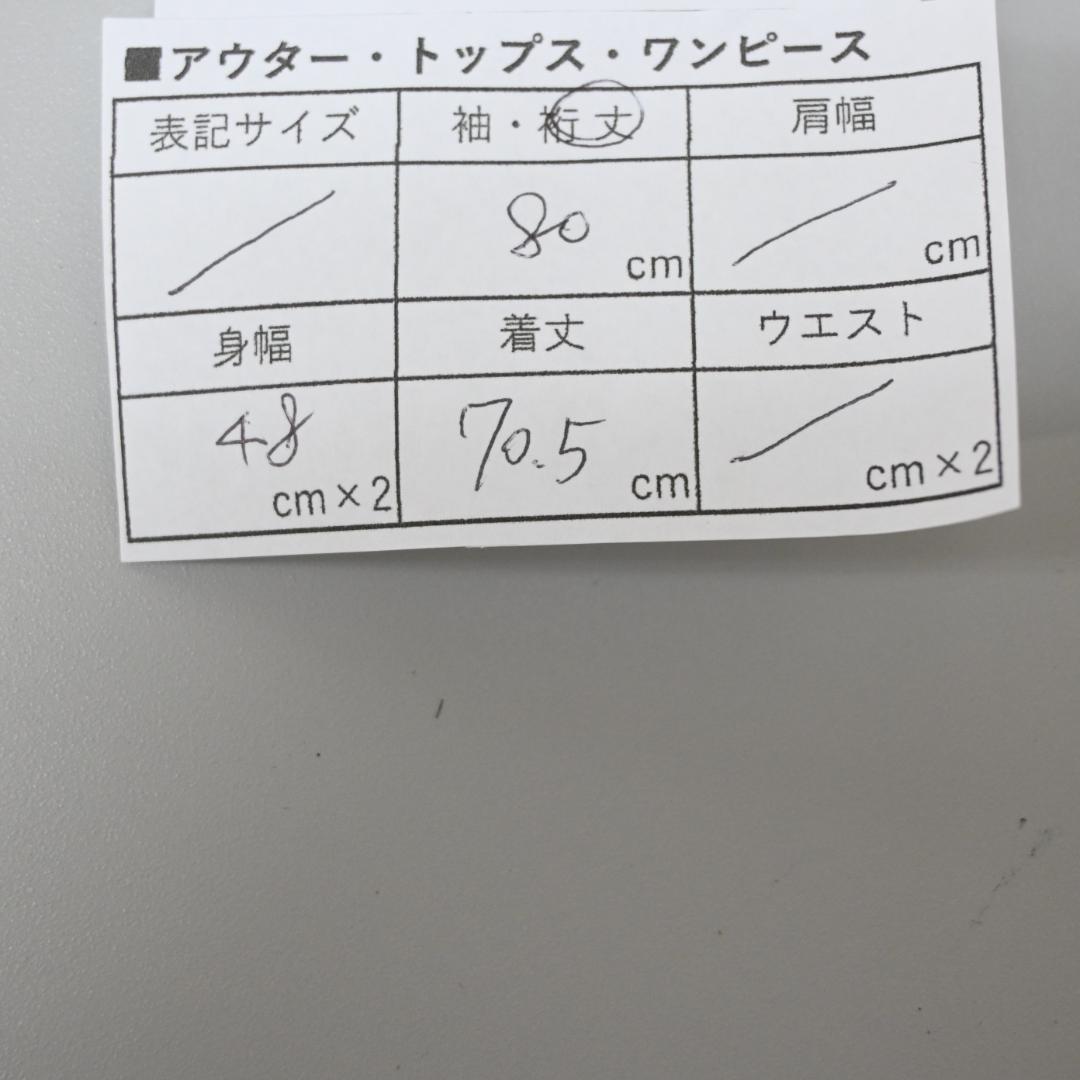 ■アウター・トップス・ワンピース
表記サイズ 袖・裄丈 肩幅
80 cm cm
身幅 着丈 ウエスト
48 cm×2 70.5 cm cm×2